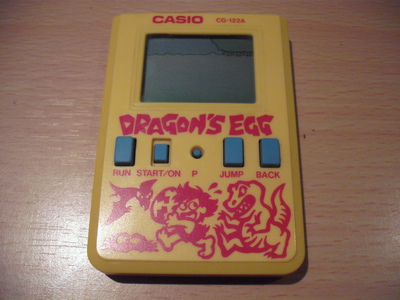 CASIO CG-122A
DRAGON'S EGG
RUN START/ON P JUMP BACK